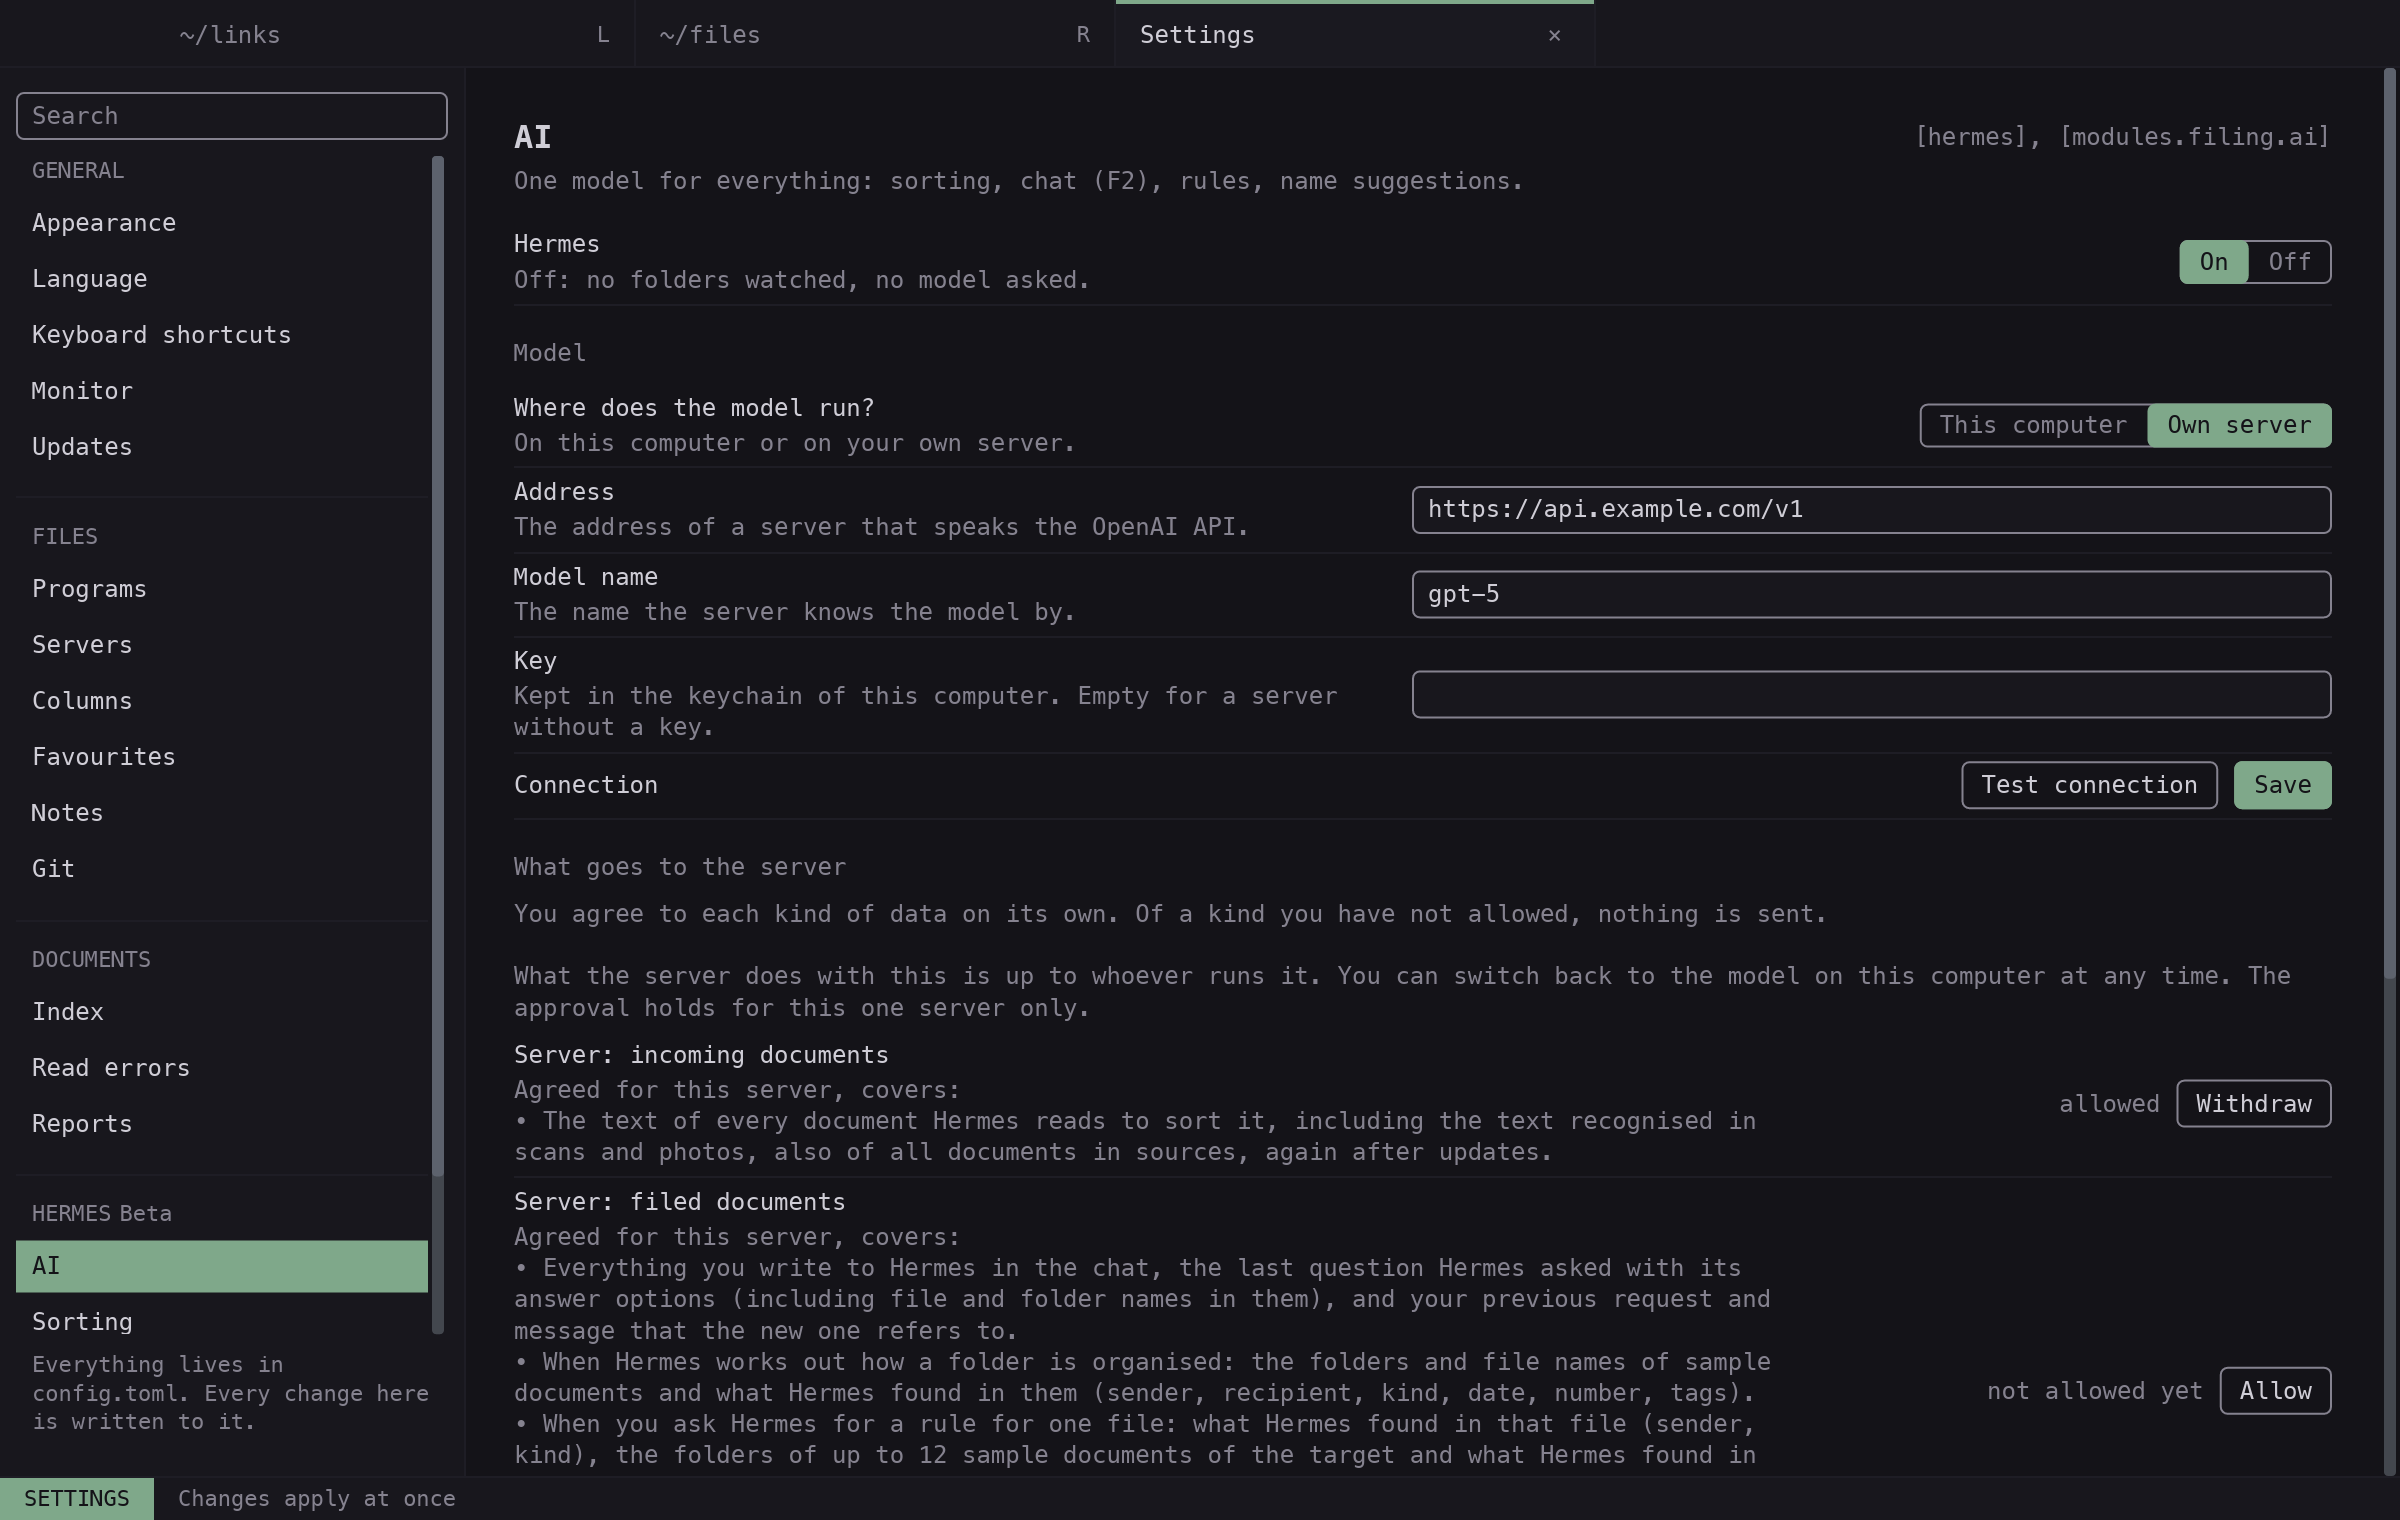 ~/links L ~/files R Settings ×
Search
GENERAL
Appearance
Language
Keyboard shortcuts
Monitor
Updates
FILES
Programs
Servers
Columns
Favourites
Notes
Git
DOCUMENTS
Index
Read errors
Reports
HERMES Beta
AI
Sorting
Everything lives in
config.toml. Every change here
is written to it.
AI [hermes], [modules.filing.ai]
One model for everything: sorting, chat (F2), rules, name suggestions.
Hermes
Off: no folders watched, no model asked.
On Off
Model
Where does the model run?
On this computer or on your own server.
This computer Own server
Address
The address of a server that speaks the OpenAI API.
https://api.example.com/v1
Model name
The name the server knows the model by.
gpt-5
Key
Kept in the keychain of this computer. Empty for a server
without a key.
Connection Test connection Save
What goes to the server
You agree to each kind of data on its own. Of a kind you have not allowed, nothing is sent.
What the server does with this is up to whoever runs it. You can switch back to the model on this computer at any time. The
approval holds for this one server only.
Server: incoming documents
Agreed for this server, covers:
• The text of every document Hermes reads to sort it, including the text recognised in
scans and photos, also of all documents in sources, again after updates.
allowed Withdraw
Server: filed documents
Agreed for this server, covers:
• Everything you write to Hermes in the chat, the last question Hermes asked with its
answer options (including file and folder names in them), and your previous request and
message that the new one refers to.
• When Hermes works out how a folder is organised: the folders and file names of sample
documents and what Hermes found in them (sender, recipient, kind, date, number, tags).
• When you ask Hermes for a rule for one file: what Hermes found in that file (sender,
kind), the folders of up to 12 sample documents of the target and what Hermes found in
not allowed yet Allow
SETTINGS Changes apply at once